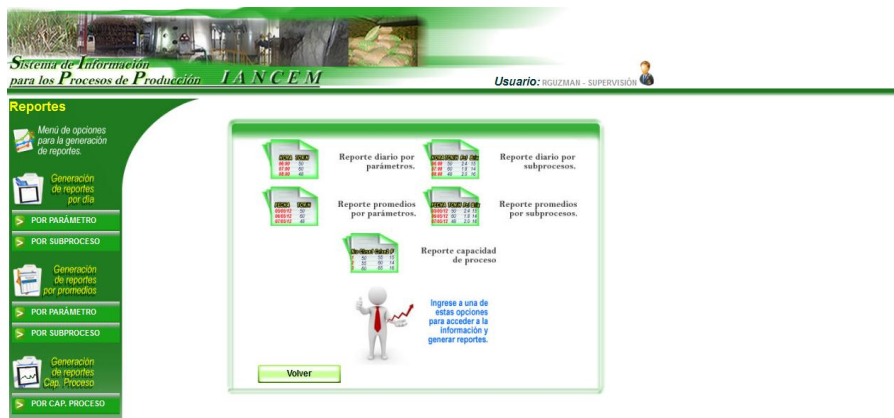 Sistema de Información
para los Procesos de Producción IANCEM
Usuario: RGUZMAN - SUPERVISIÓN
Reportes
Menú de opciones
para la generación
de reportes.
Generación
de reportes
por día
POR PARÁMETRO
POR SUBPROCESO
Generación
de reportes
por promedios
POR PARÁMETRO
POR SUBPROCESO
Generación
de reportes
Cap. Proceso
POR CAP. PROCESO
Reporte diario por
parámetros.
Reporte diario por
subprocesos.
Reporte promedios
por parámetros.
Reporte promedios
por subprocesos.
Reporte capacidad
de proceso
Ingrese a una de
estas opciones
para acceder a la
información y
generar reportes.
Volver